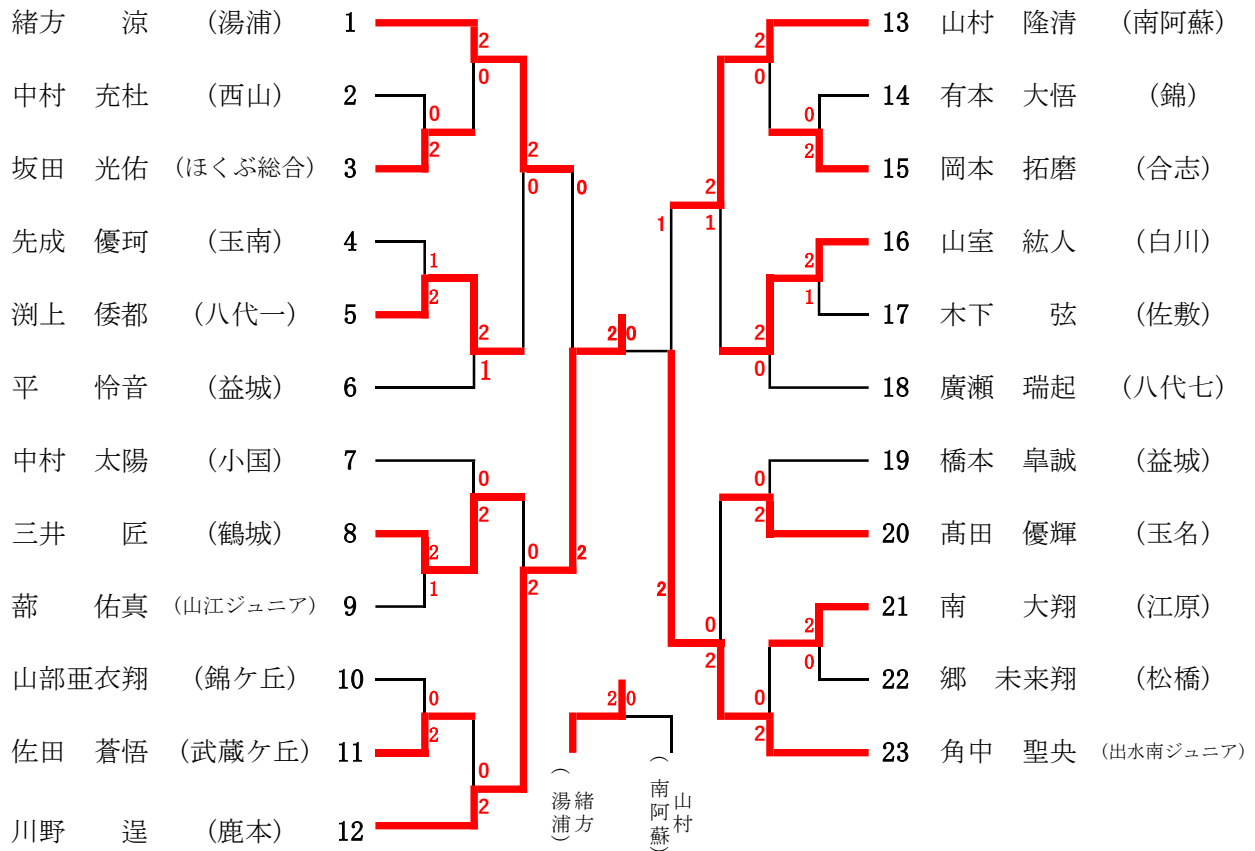 緒方 涼 (湯浦) 1
中村 充杜 (西山) 2
坂田 光佑 (ほくぶ総合) 3
先成 優珂 (玉南) 4
渕上 倭都 (八代一) 5
平 怜音 (益城) 6
中村 太陽 (小国) 7
三井 匠 (鶴城) 8
蔀 佑真 (山江ジュニア) 9
山部亜衣翔 (錦ケ丘) 10
佐田 蒼悟 (武蔵ケ丘) 11
川野 逞 (鹿本) 12
2
0
0
2
2
0
1
2
2
1
0
2
2
1
0
2
0
2
0
2
0
2
2 0
1
2
2 0
緒方
(湯浦)
山村
(南阿蘇)
2
0
0
2
2
1
2
1
2
0
0
2
0
2
2
0
0
2
13 山村 隆清 (南阿蘇)
14 有本 大悟 (錦)
15 岡本 拓磨 (合志)
16 山室 紘人 (白川)
17 木下 弦 (佐敷)
18 廣瀬 瑞起 (八代七)
19 橋本 皐誠 (益城)
20 髙田 優輝 (玉名)
21 南 大翔 (江原)
22 郷 未来翔 (松橋)
23 角中 聖央 (出水南ジュニア)